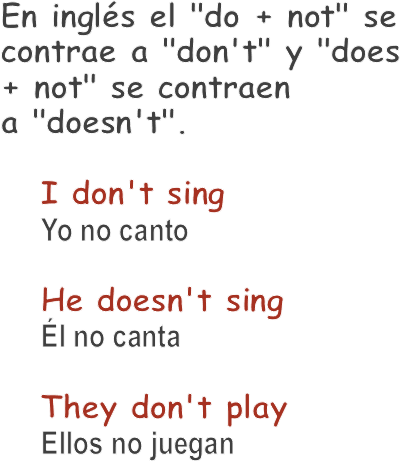 En inglés el "do + not" se
contrae a "don't" y "does
+ not" se contraen
a "doesn't".
I don't sing
Yo no canto
He doesn't sing
Él no canta
They don't play
Ellos no juegan